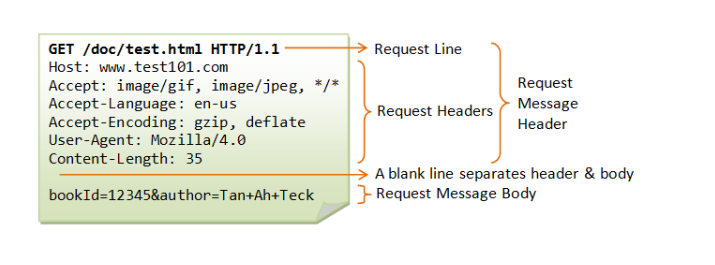 GET /doc/test.html HTTP/1.1
Request Line
Host: www.test101.com
Accept: image/gif, image/jpeg, */*
Accept-Language: en-us
Accept-Encoding: gzip, deflate
User-Agent: Mozilla/4.0
Content-Length: 35
Request Headers
Request
Message
Header
A blank line separates header & body
bookId=12345&author=Tan+Ah+Teck
Request Message Body